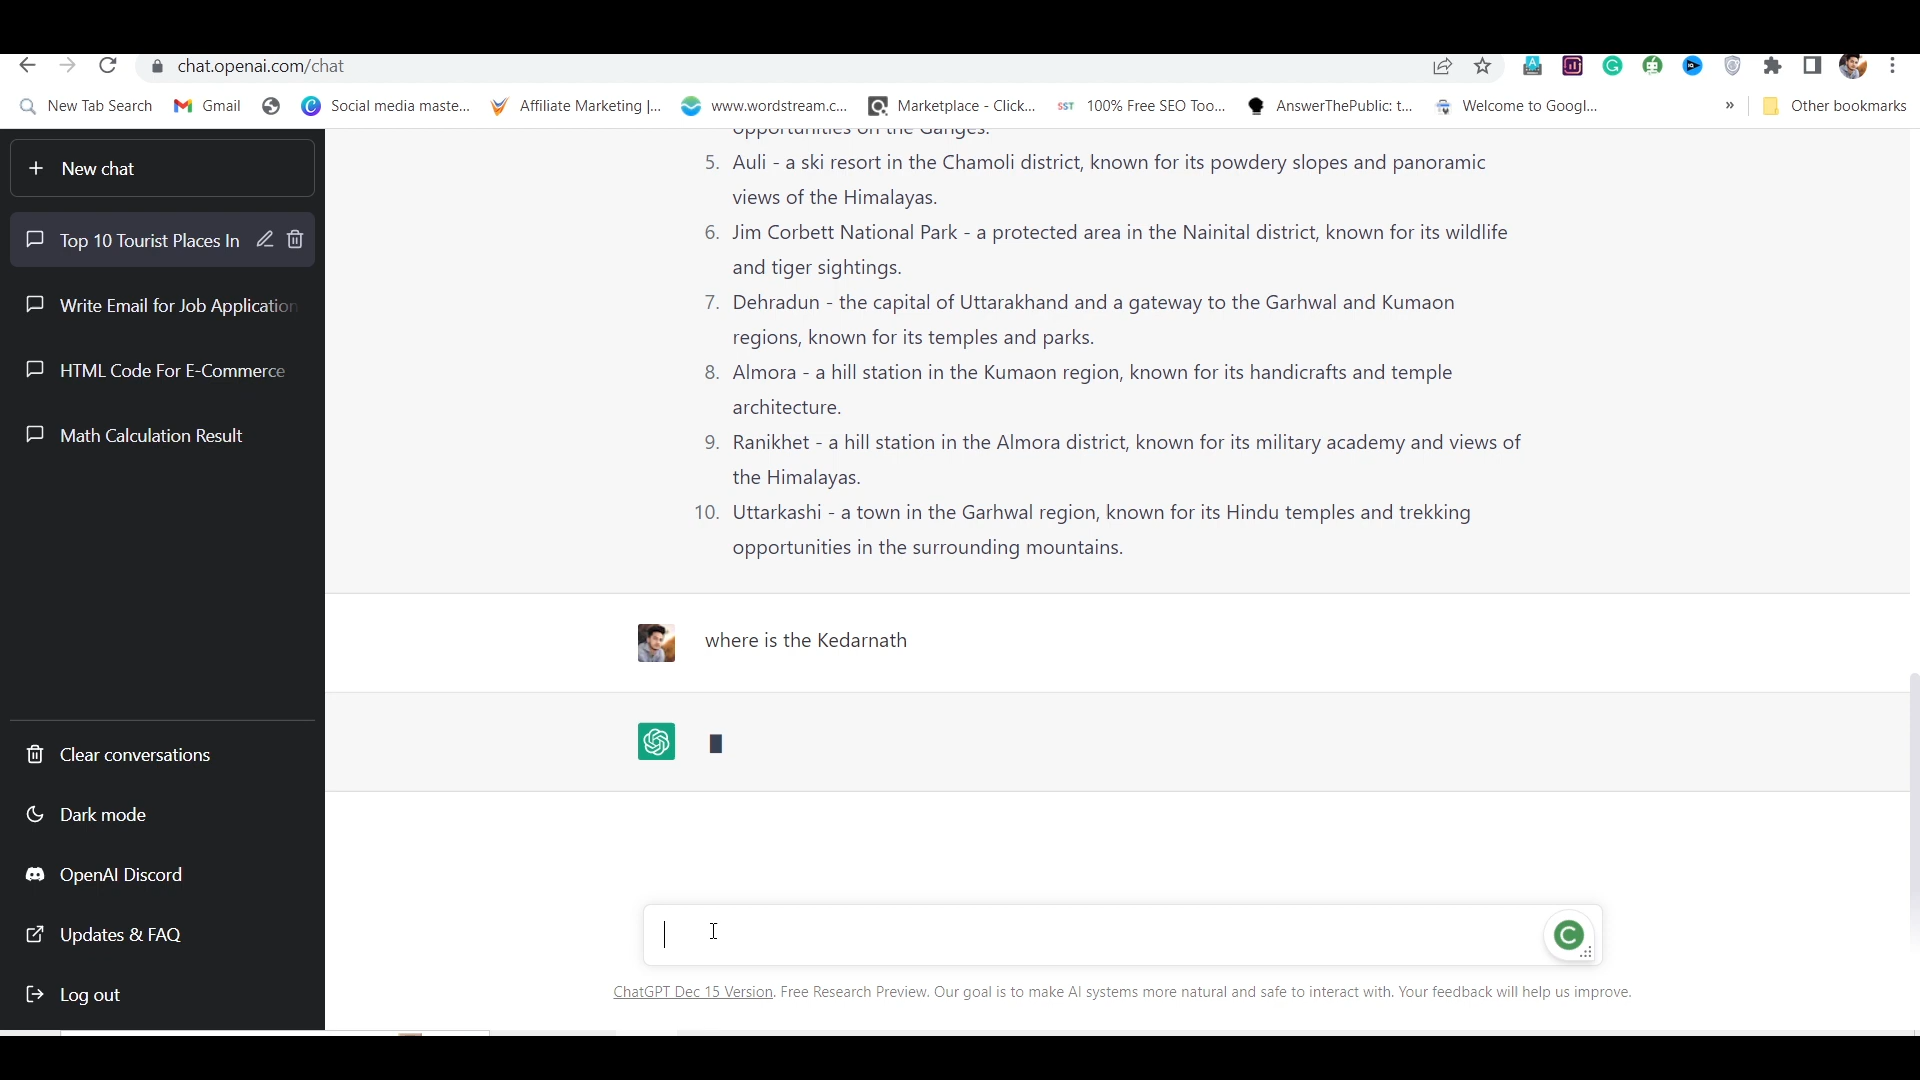 chat.openai.com/chat
New Tab Search Gmail Social media maste... Affiliate Marketing |... www.wordstream.c... Marketplace - Click... SST 100% Free SEO Too... AnswerThePublic: t... Welcome to Googl... » Other bookmarks
+ New chat
Top 10 Tourist Places In
Write Email for Job Application
HTML Code For E-Commerce
Math Calculation Result
Clear conversations
Dark mode
OpenAI Discord
Updates & FAQ
Log out
opportunities on the Ganges.
5. Auli - a ski resort in the Chamoli district, known for its powdery slopes and panoramic
views of the Himalayas.
6. Jim Corbett National Park - a protected area in the Nainital district, known for its wildlife
and tiger sightings.
7. Dehradun - the capital of Uttarakhand and a gateway to the Garhwal and Kumaon
regions, known for its temples and parks.
8. Almora - a hill station in the Kumaon region, known for its handicrafts and temple
architecture.
9. Ranikhet - a hill station in the Almora district, known for its military academy and views of
the Himalayas.
10. Uttarkashi - a town in the Garhwal region, known for its Hindu temples and trekking
opportunities in the surrounding mountains.
where is the Kedarnath
ChatGPT Dec 15 Version. Free Research Preview. Our goal is to make AI systems more natural and safe to interact with. Your feedback will help us improve.